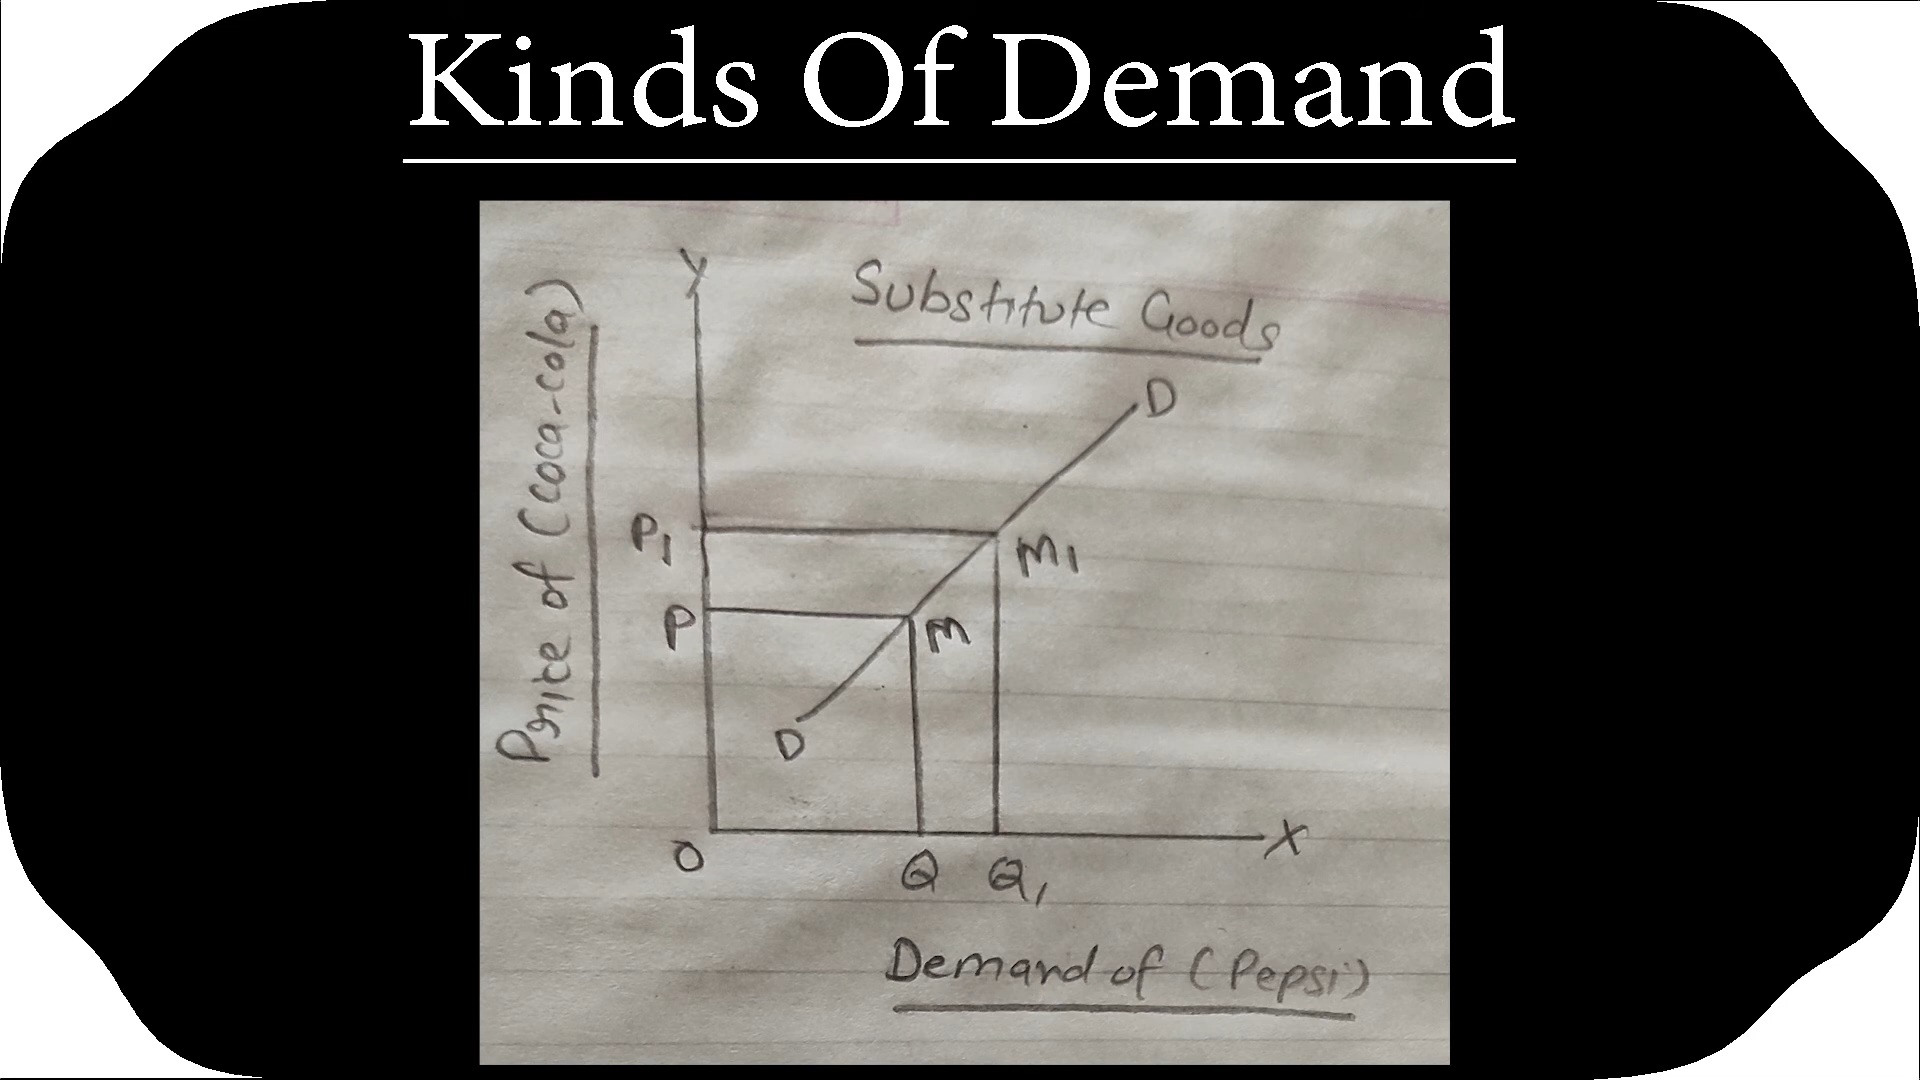 Kinds Of Demand
Substitute Goods
Y
Price of (Coca-cola)
D
P1
M1
P
M
D
O
Q
Q1
X
Demand of (Pepsi)